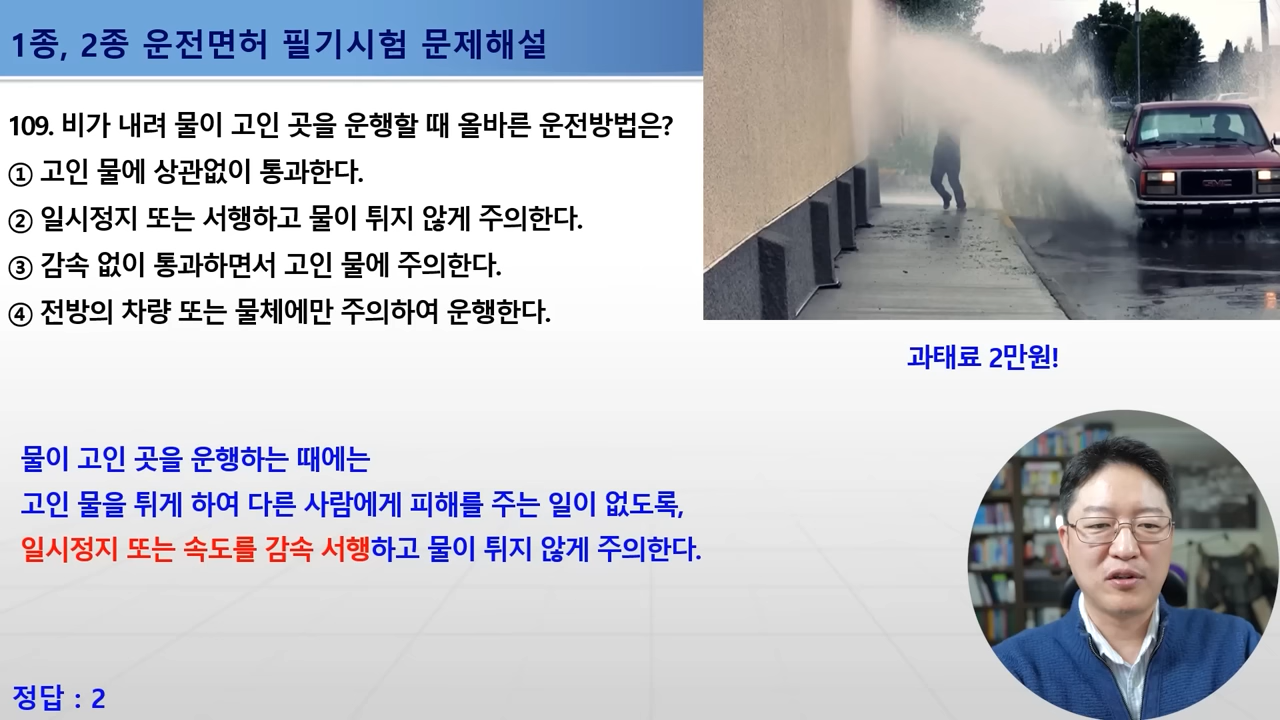 1종, 2종 운전면허 필기시험 문제해설
109. 비가 내려 물이 고인 곳을 운행할 때 올바른 운전방법은?
① 고인 물에 상관없이 통과한다.
② 일시정지 또는 서행하고 물이 튀지 않게 주의한다.
③ 감속 없이 통과하면서 고인 물에 주의한다.
④ 전방의 차량 또는 물체에만 주의하여 운행한다.
GMC
과태료 2만원!
물이 고인 곳을 운행하는 때에는
고인 물을 튀게 하여 다른 사람에게 피해를 주는 일이 없도록,
일시정지 또는 속도를 감속 서행하고 물이 튀지 않게 주의한다.
정답 : 2